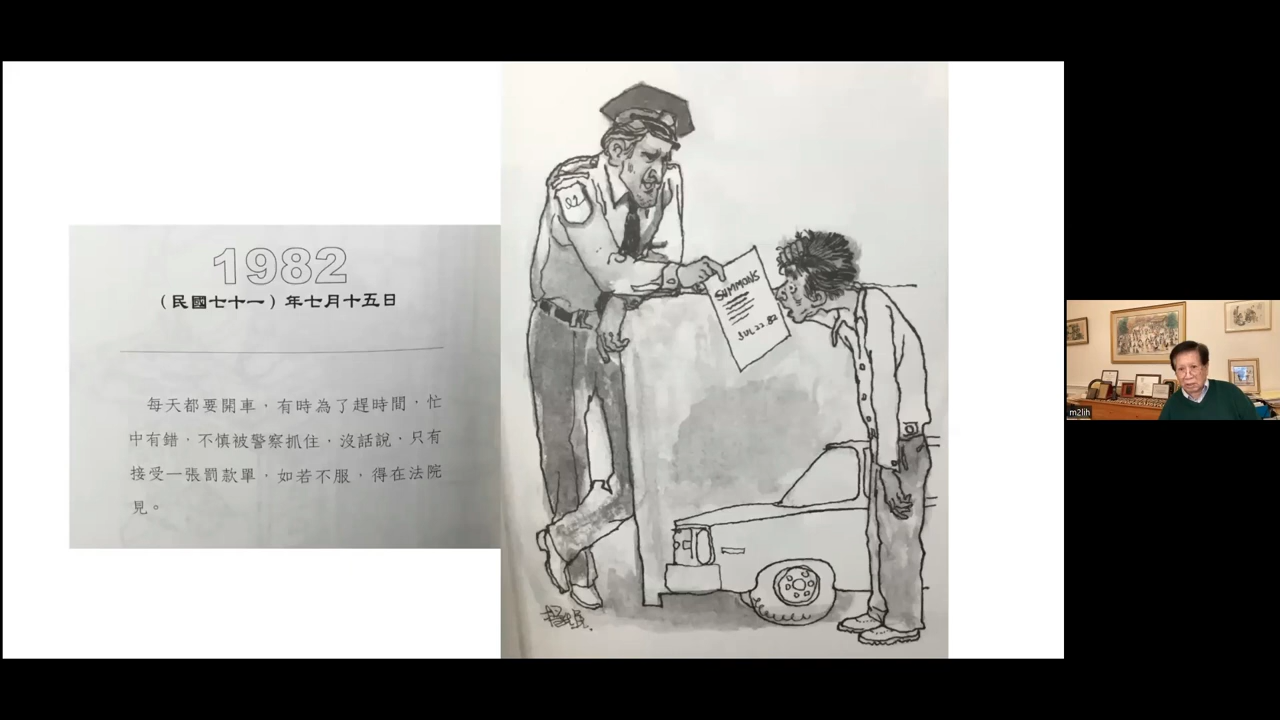 1982
（民國七十一）年七月十五日
每天都要開車，有時為了趕時間，忙
中有錯，不慎被警察抓住，沒話說，只有
接受一張罰款單，如若不服，得在法院
見。
SUMMONS
JUL 22 82
m2lih